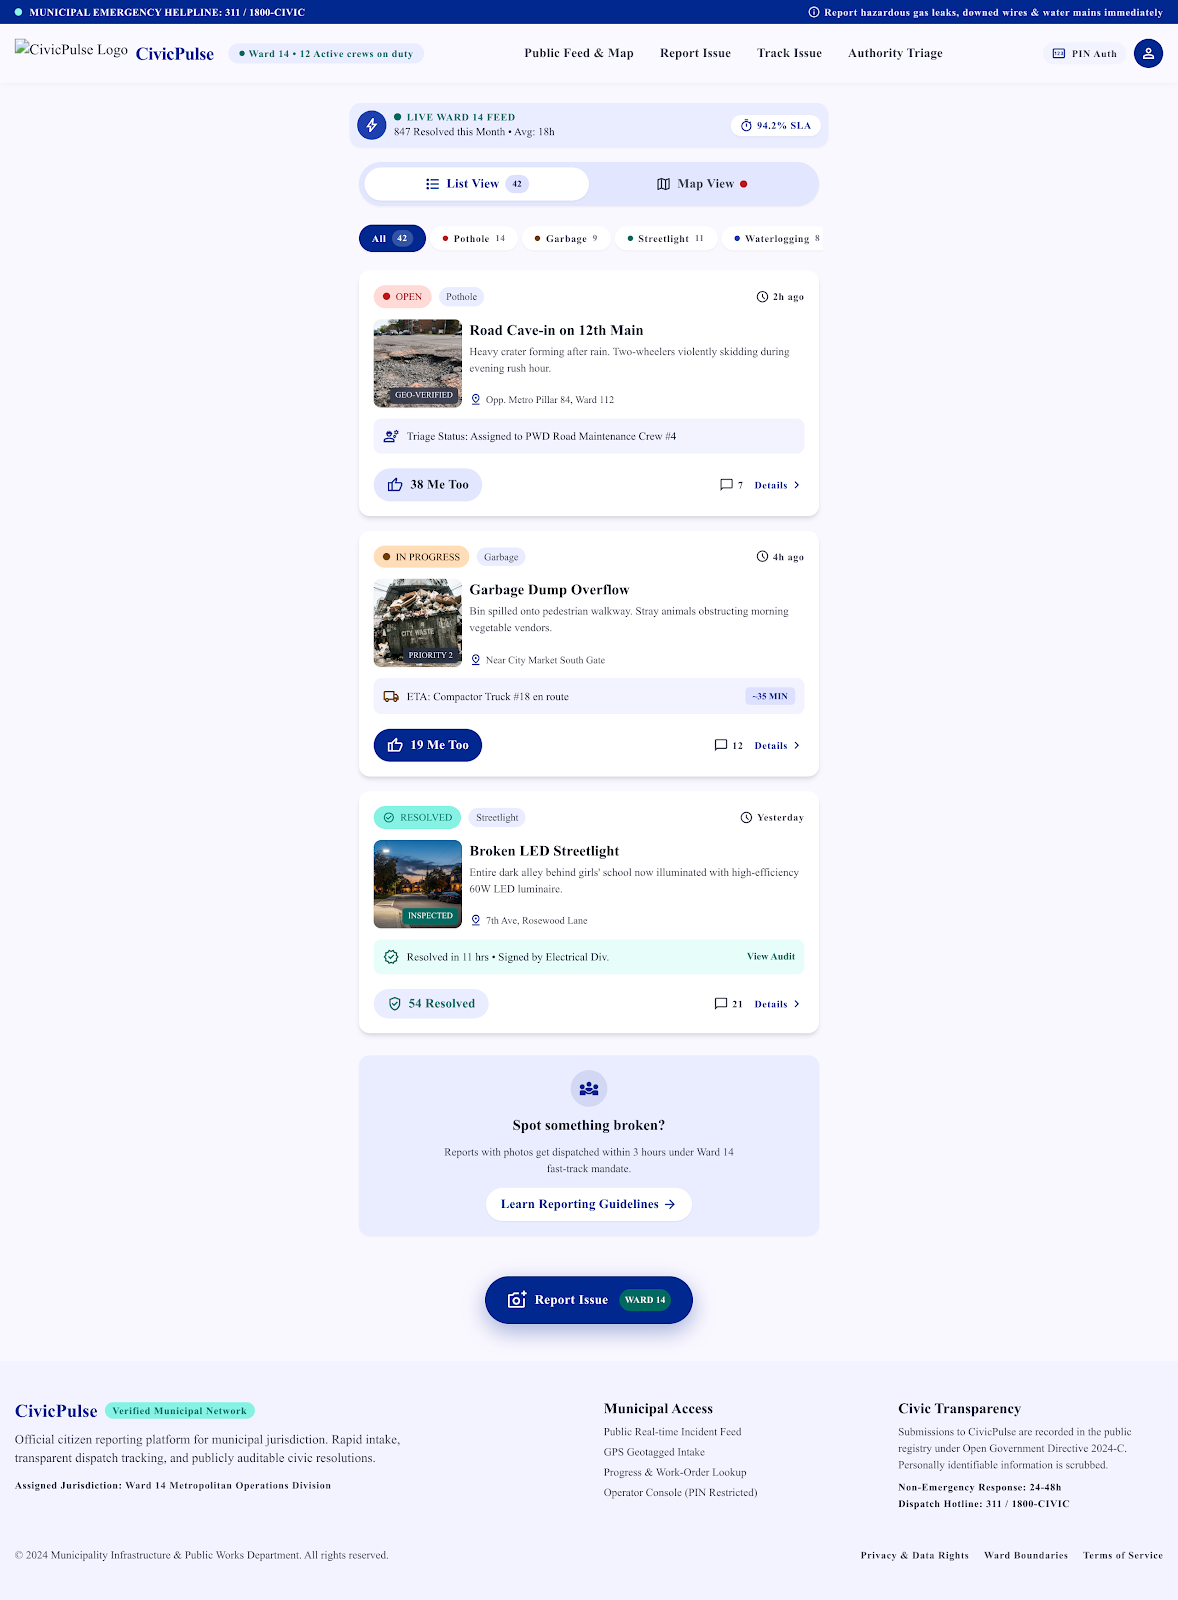 MUNICIPAL EMERGENCY HELPLINE: 311 / 1800-CIVIC
Report hazardous gas leaks, downed wires & water mains immediately
CivicPulse Logo
CivicPulse
Ward 14 • 12 Active crews on duty
Public Feed & Map
Report Issue
Track Issue
Authority Triage
PIN Auth
LIVE WARD 14 FEED
847 Resolved this Month • Avg: 18h
94.2% SLA
List View 42
Map View
All 42
Pothole 14
Garbage 9
Streetlight 11
Waterlogging 8
OPEN
Pothole
2h ago
GEO-VERIFIED
Road Cave-in on 12th Main
Heavy crater forming after rain. Two-wheelers violently skidding during
evening rush hour.
Opp. Metro Pillar 84, Ward 112
Triage Status: Assigned to PWD Road Maintenance Crew #4
38 Me Too
7
Details
IN PROGRESS
Garbage
4h ago
CITY WASTE
PRIORITY 2
Garbage Dump Overflow
Bin spilled onto pedestrian walkway. Stray animals obstructing morning
vegetable vendors.
Near City Market South Gate
ETA: Compactor Truck #18 en route
~35 MIN
19 Me Too
12
Details
RESOLVED
Streetlight
Yesterday
INSPECTED
Broken LED Streetlight
Entire dark alley behind girls' school now illuminated with high-efficiency
60W LED luminaire.
7th Ave, Rosewood Lane
Resolved in 11 hrs • Signed by Electrical Div.
View Audit
54 Resolved
21
Details
Spot something broken?
Reports with photos get dispatched within 3 hours under Ward 14
fast-track mandate.
Learn Reporting Guidelines
Report Issue WARD 14
CivicPulse
Verified Municipal Network
Official citizen reporting platform for municipal jurisdiction. Rapid intake,
transparent dispatch tracking, and publicly auditable civic resolutions.
Assigned Jurisdiction: Ward 14 Metropolitan Operations Division
Municipal Access
Public Real-time Incident Feed
GPS Geotagged Intake
Progress & Work-Order Lookup
Operator Console (PIN Restricted)
Civic Transparency
Submissions to CivicPulse are recorded in the public
registry under Open Government Directive 2024-C.
Personally identifiable information is scrubbed.
Non-Emergency Response: 24-48h
Dispatch Hotline: 311 / 1800-CIVIC
© 2024 Municipality Infrastructure & Public Works Department. All rights reserved.
Privacy & Data Rights
Ward Boundaries
Terms of Service